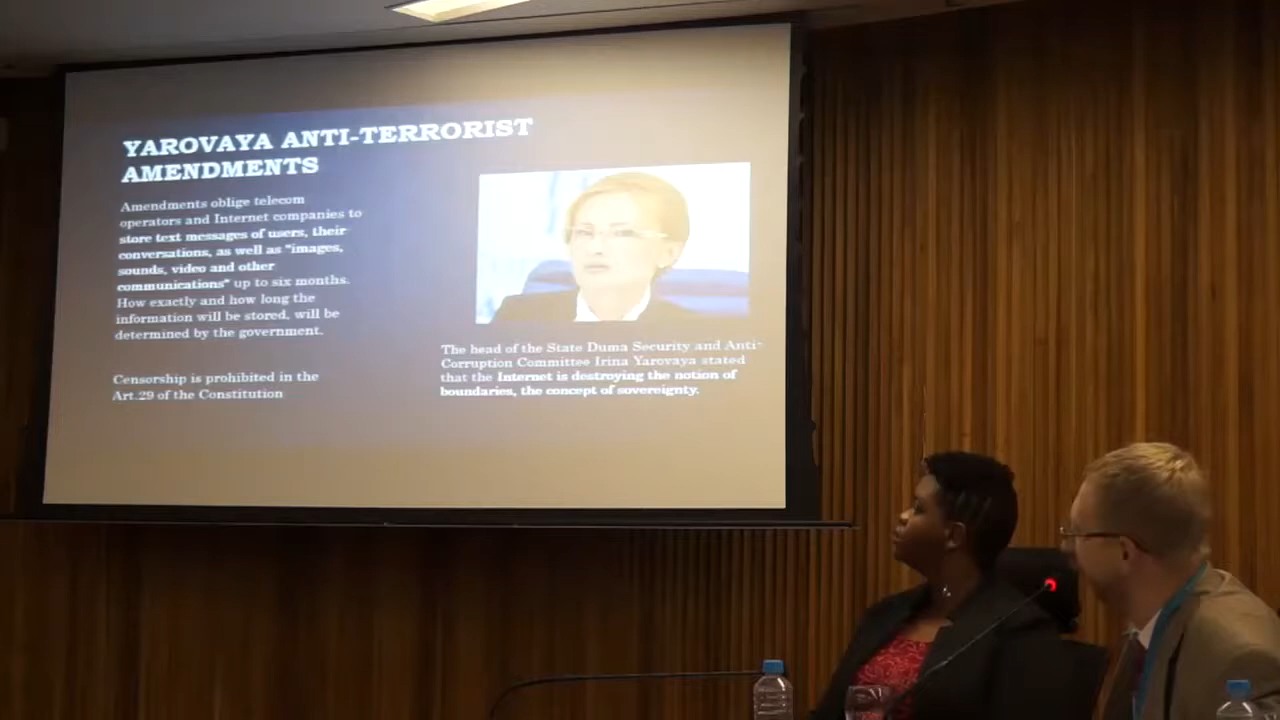 YAROVAYA ANTI-TERRORIST
AMENDMENTS
Amendments oblige telecom
operators and Internet companies to
store text messages of users, their
conversations, as well as "images,
sounds, video and other
communications" up to six months.
How exactly and how long the
information will be stored, will be
determined by the government.
Censorship is prohibited in the
Art.29 of the Constitution
The head of the State Duma Security and Anti-
Corruption Committee Irina Yarovaya stated
that the Internet is destroying the notion of
boundaries, the concept of sovereignty.